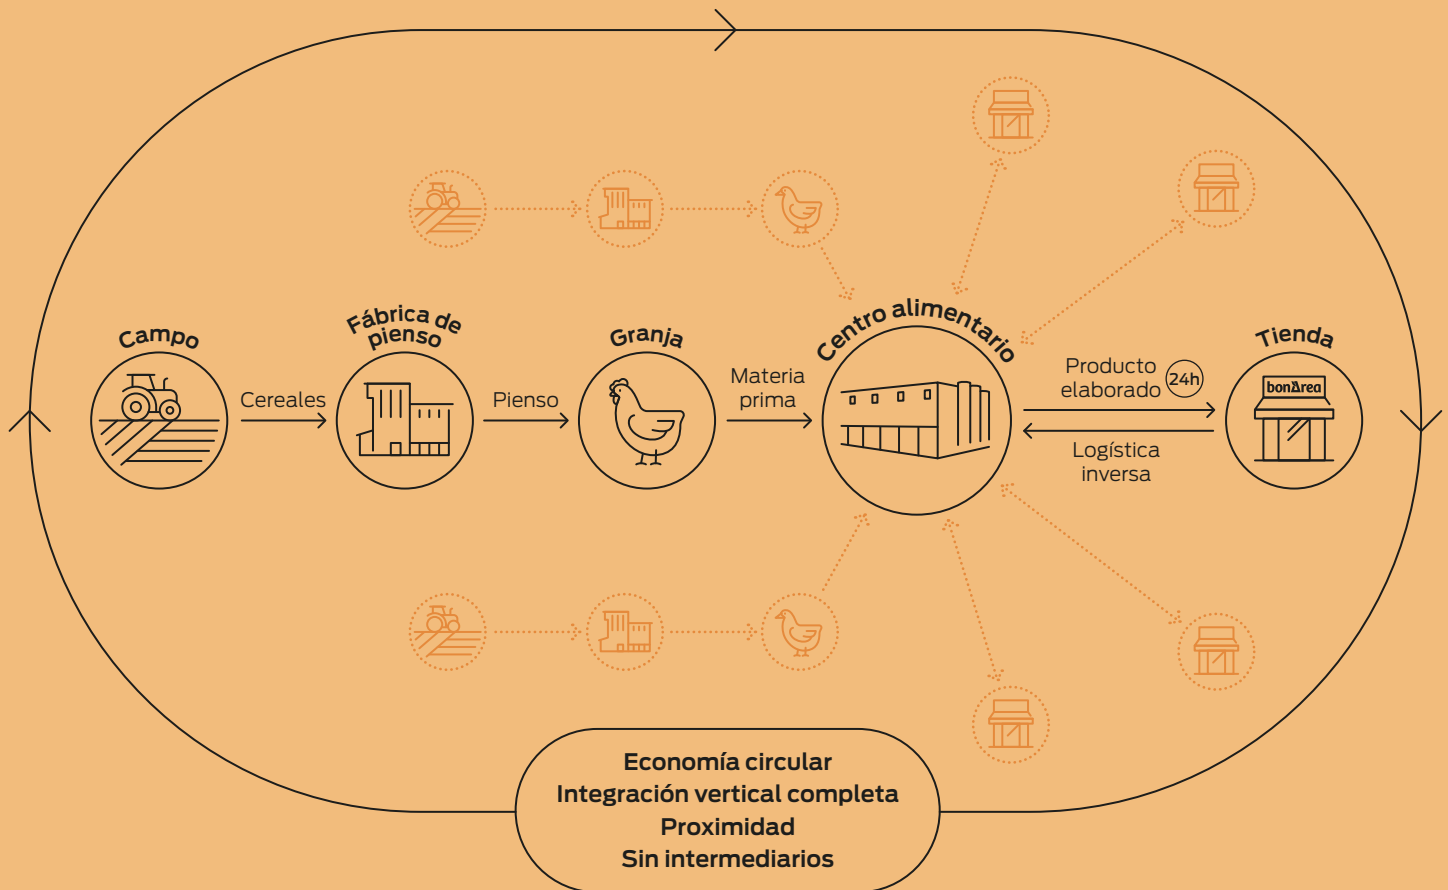 Campo
Cereales
Fábrica de
pienso
Pienso
Granja
Materia
prima
Centro alimentario
Producto
elaborado 24h
Logística
inversa
Tienda
bonÀrea
Economía circular
Integración vertical completa
Proximidad
Sin intermediarios